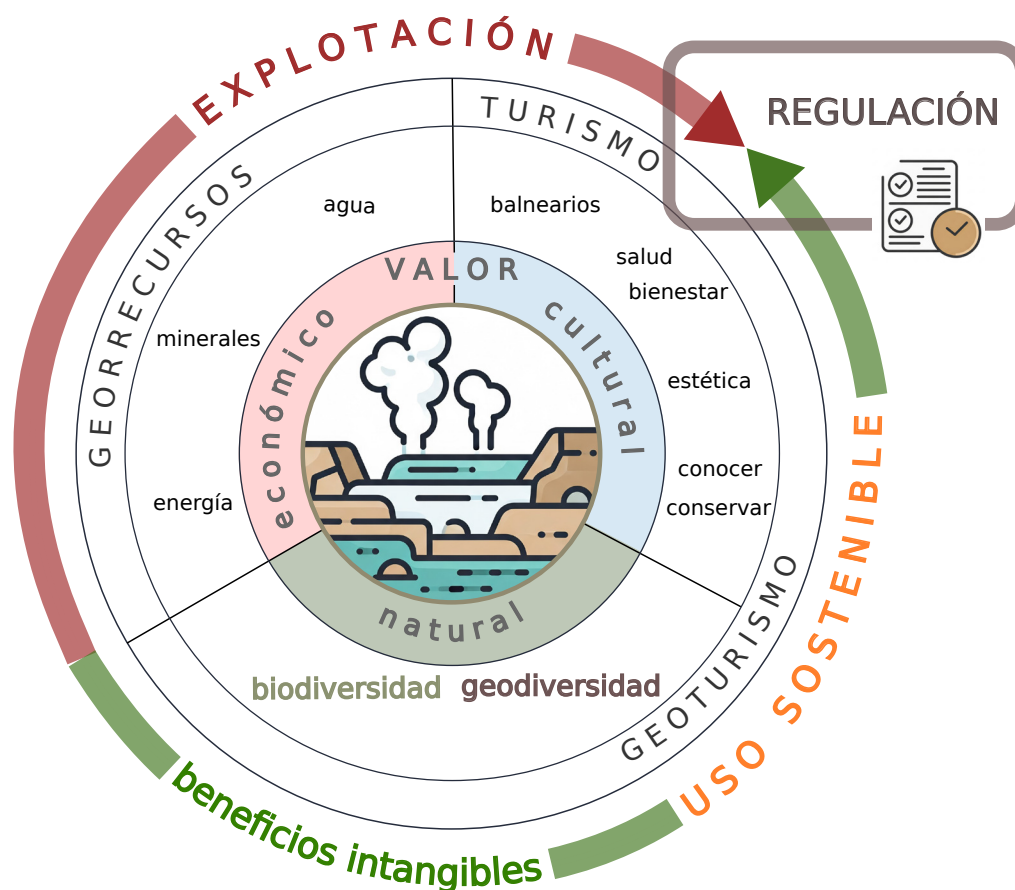 EXPLOTACIÓN
REGULACIÓN
TURISMO
GEORRECURSOS
agua
balnearios
salud
bienestar
VALOR
económico
cultural
minerales
estética
energía
conocer
conservar
natural
biodiversidad geodiversidad
GEOTURISMO
USO SOSTENIBLE
beneficios intangibles